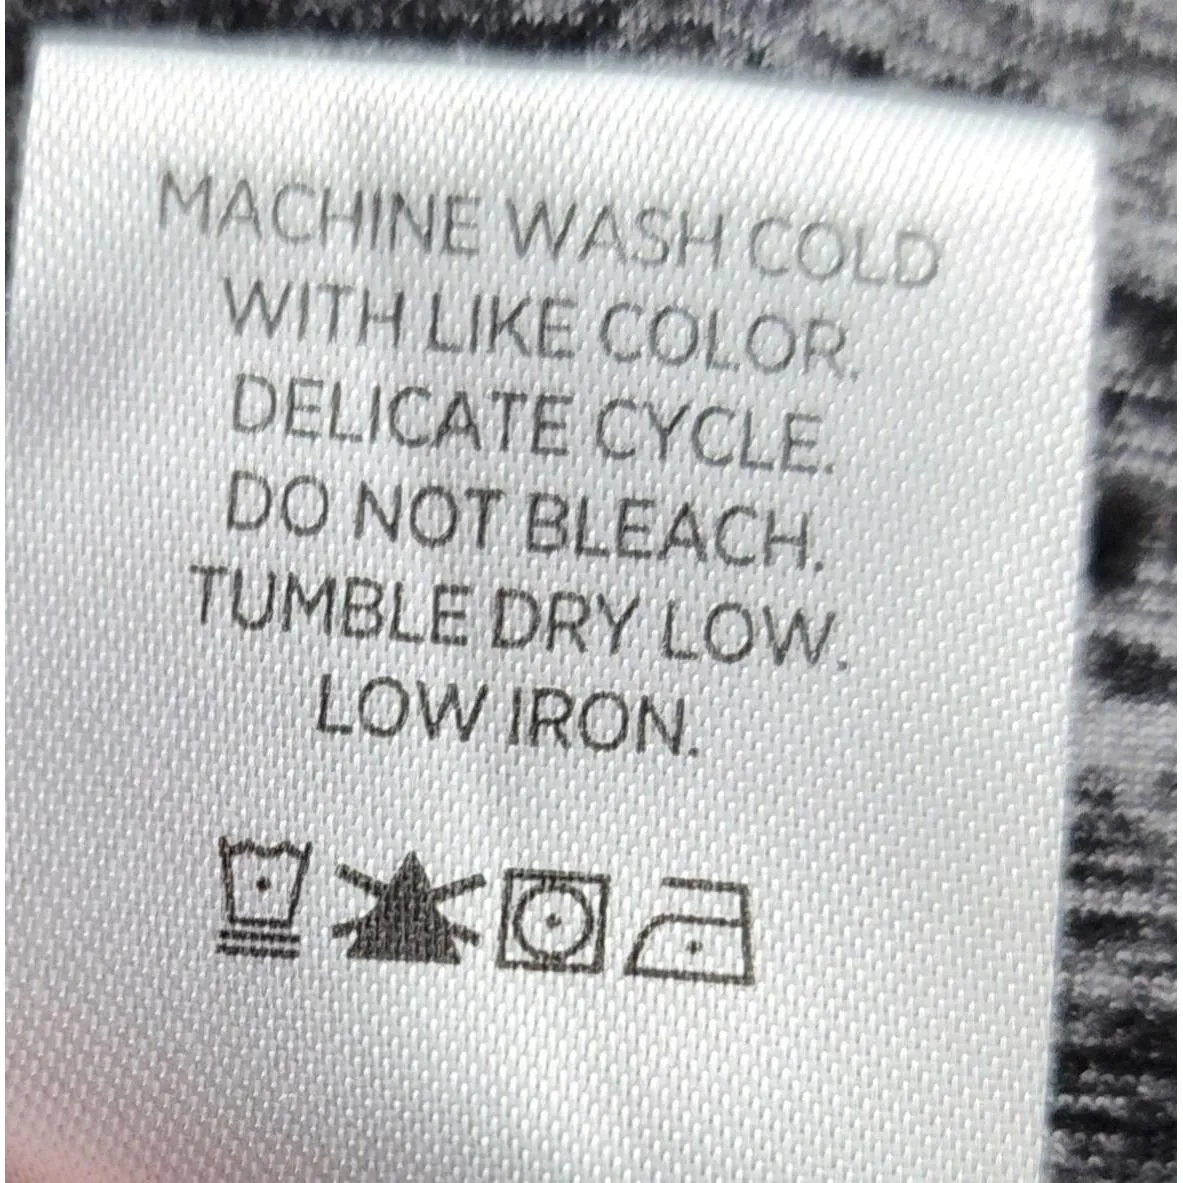 MACHINE WASH COLD
WITH LIKE COLOR.
DELICATE CYCLE.
DO NOT BLEACH.
TUMBLE DRY LOW.
LOW IRON.